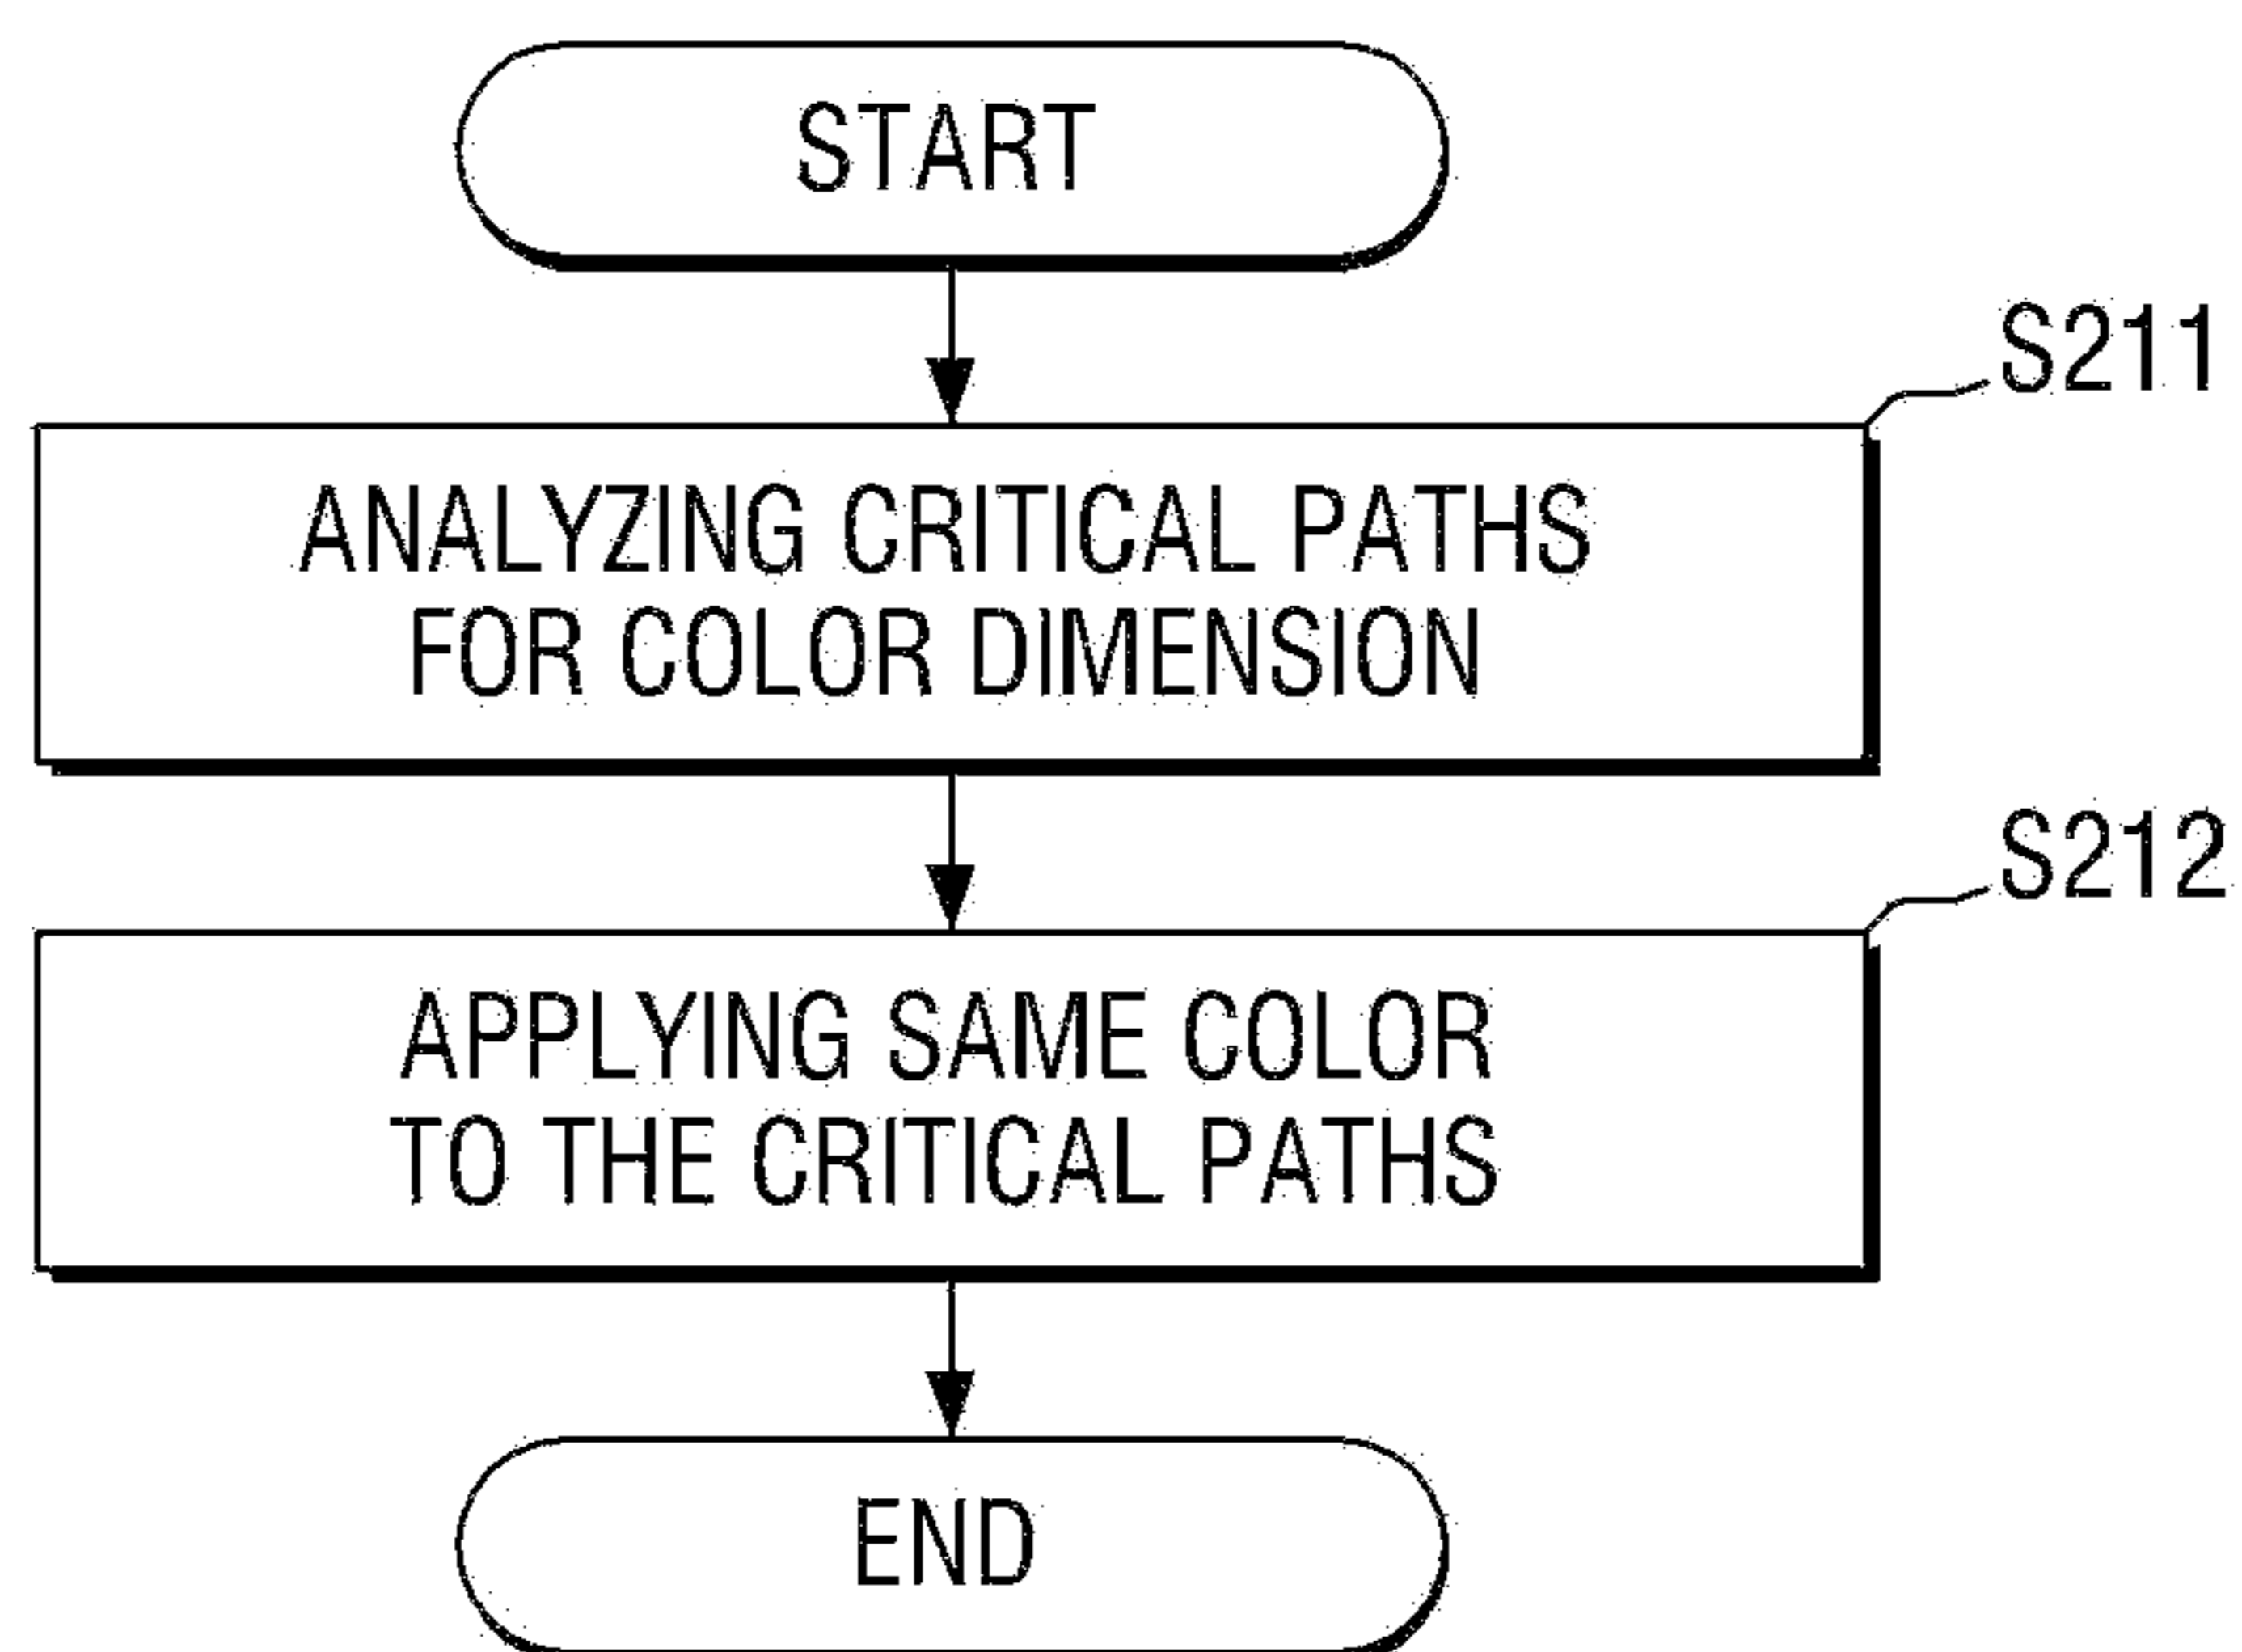 START
S211
ANALYZING CRITICAL PATHS
FOR COLOR DIMENSION
S212
APPLYING SAME COLOR
TO THE CRITICAL PATHS
END